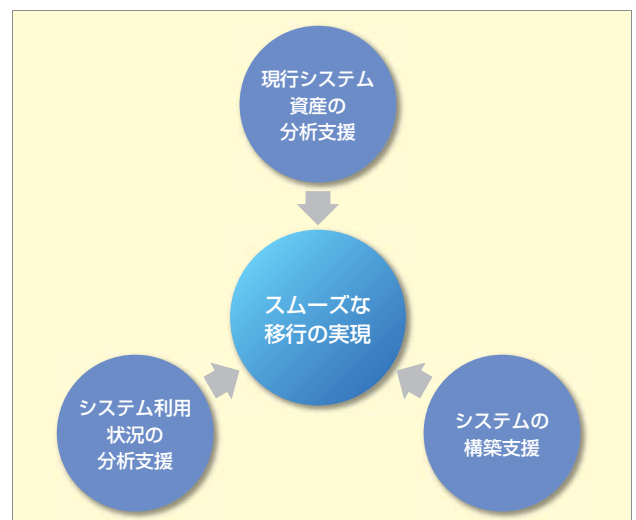 現行システム
資産の
分析支援
スムーズな
移行の実現
システム利用
状況の
分析支援
システムの
構築支援